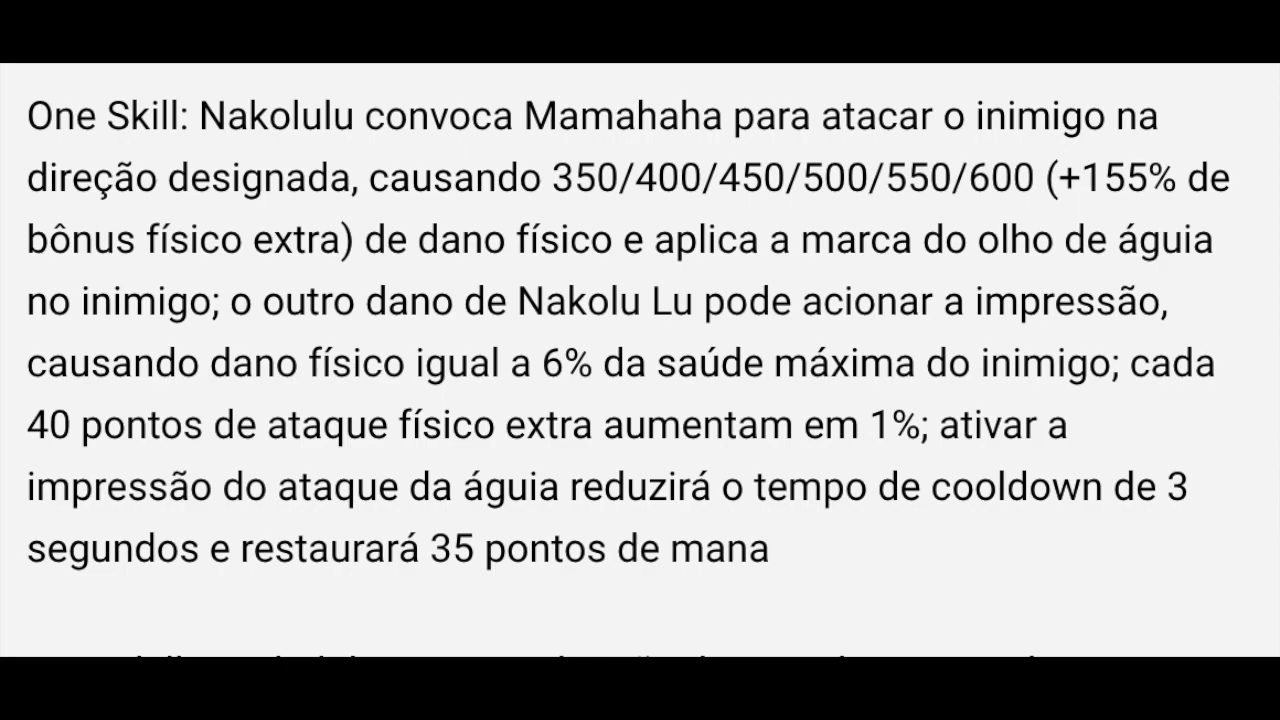 One Skill: Nakolulu convoca Mamahaha para atacar o inimigo na
direção designada, causando 350/400/450/500/550/600 (+155% de
bônus físico extra) de dano físico e aplica a marca do olho de águia
no inimigo; o outro dano de Nakolu Lu pode acionar a impressão,
causando dano físico igual a 6% da saúde máxima do inimigo; cada
40 pontos de ataque físico extra aumentam em 1%; ativar a
impressão do ataque da águia reduzirá o tempo de cooldown de 3
segundos e restaurará 35 pontos de mana